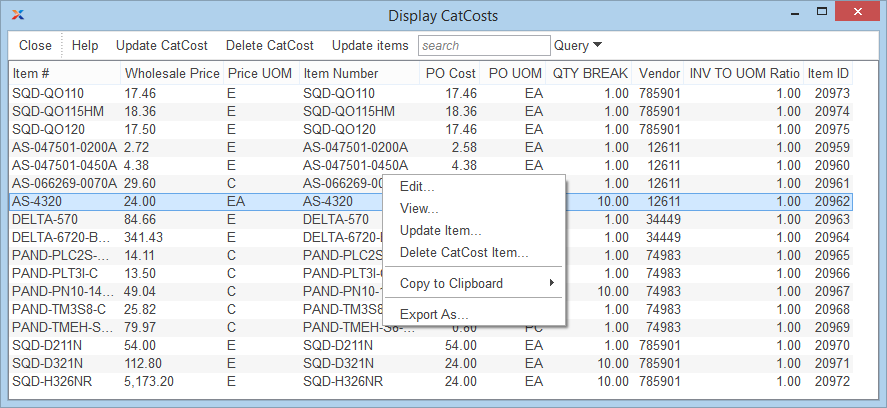 Display CatCosts
Close Help Update CatCost Delete CatCost Update items search Query
Item # Wholesale Price Price UOM Item Number PO Cost PO UOM QTY BREAK Vendor INV TO UOM Ratio Item ID
SQD-QO110 17.46 E SQD-QO110 17.46 EA 1.00 785901 1.00 20973
SQD-QO115HM 18.36 E SQD-QO115HM 18.36 EA 1.00 785901 1.00 20974
SQD-QO120 17.50 E SQD-QO120 17.50 EA 1.00 785901 1.00 20975
AS-047501-0200A 2.72 E AS-047501-0200A 2.58 EA 1.00 12611 1.00 20959
AS-047501-0450A 4.38 E AS-047501-0450A 4.38 EA 1.00 12611 1.00 20960
AS-066269-0070A 29.60 C AS-066269-00 1.00 12611 1.00 20961
AS-4320 24.00 EA AS-4320 10.00 12611 1.00 20962
DELTA-570 84.66 E DELTA-570 1.00 34449 1.00 20963
DELTA-6720-B... 341.43 E DELTA-6720-B 1.00 34449 1.00 20964
PAND-PLC2S-... 14.11 C PAND-PLC2S 1.00 74983 1.00 20965
PAND-PLT3I-C 13.50 C PAND-PLT3I-C 1.00 74983 1.00 20966
PAND-PN10-14... 49.04 C PAND-PN10-1 10.00 74983 1.00 20967
PAND-TM3S8-C 25.82 C PAND-TM3S8 1.00 74983 1.00 20968
PAND-TMEH-S... 79.97 C PAND-TMEH-S8-... 0.80 PC 1.00 74983 1.00 20969
SQD-D211N 54.00 E SQD-D211N 54.00 EA 1.00 785901 1.00 20970
SQD-D321N 112.80 E SQD-D321N 24.00 EA 10.00 785901 1.00 20971
SQD-H326NR 5,173.20 E SQD-H326NR 24.00 EA 10.00 785901 1.00 20972
Edit...
View...
Update Item...
Delete CatCost Item...
Copy to Clipboard
Export As...